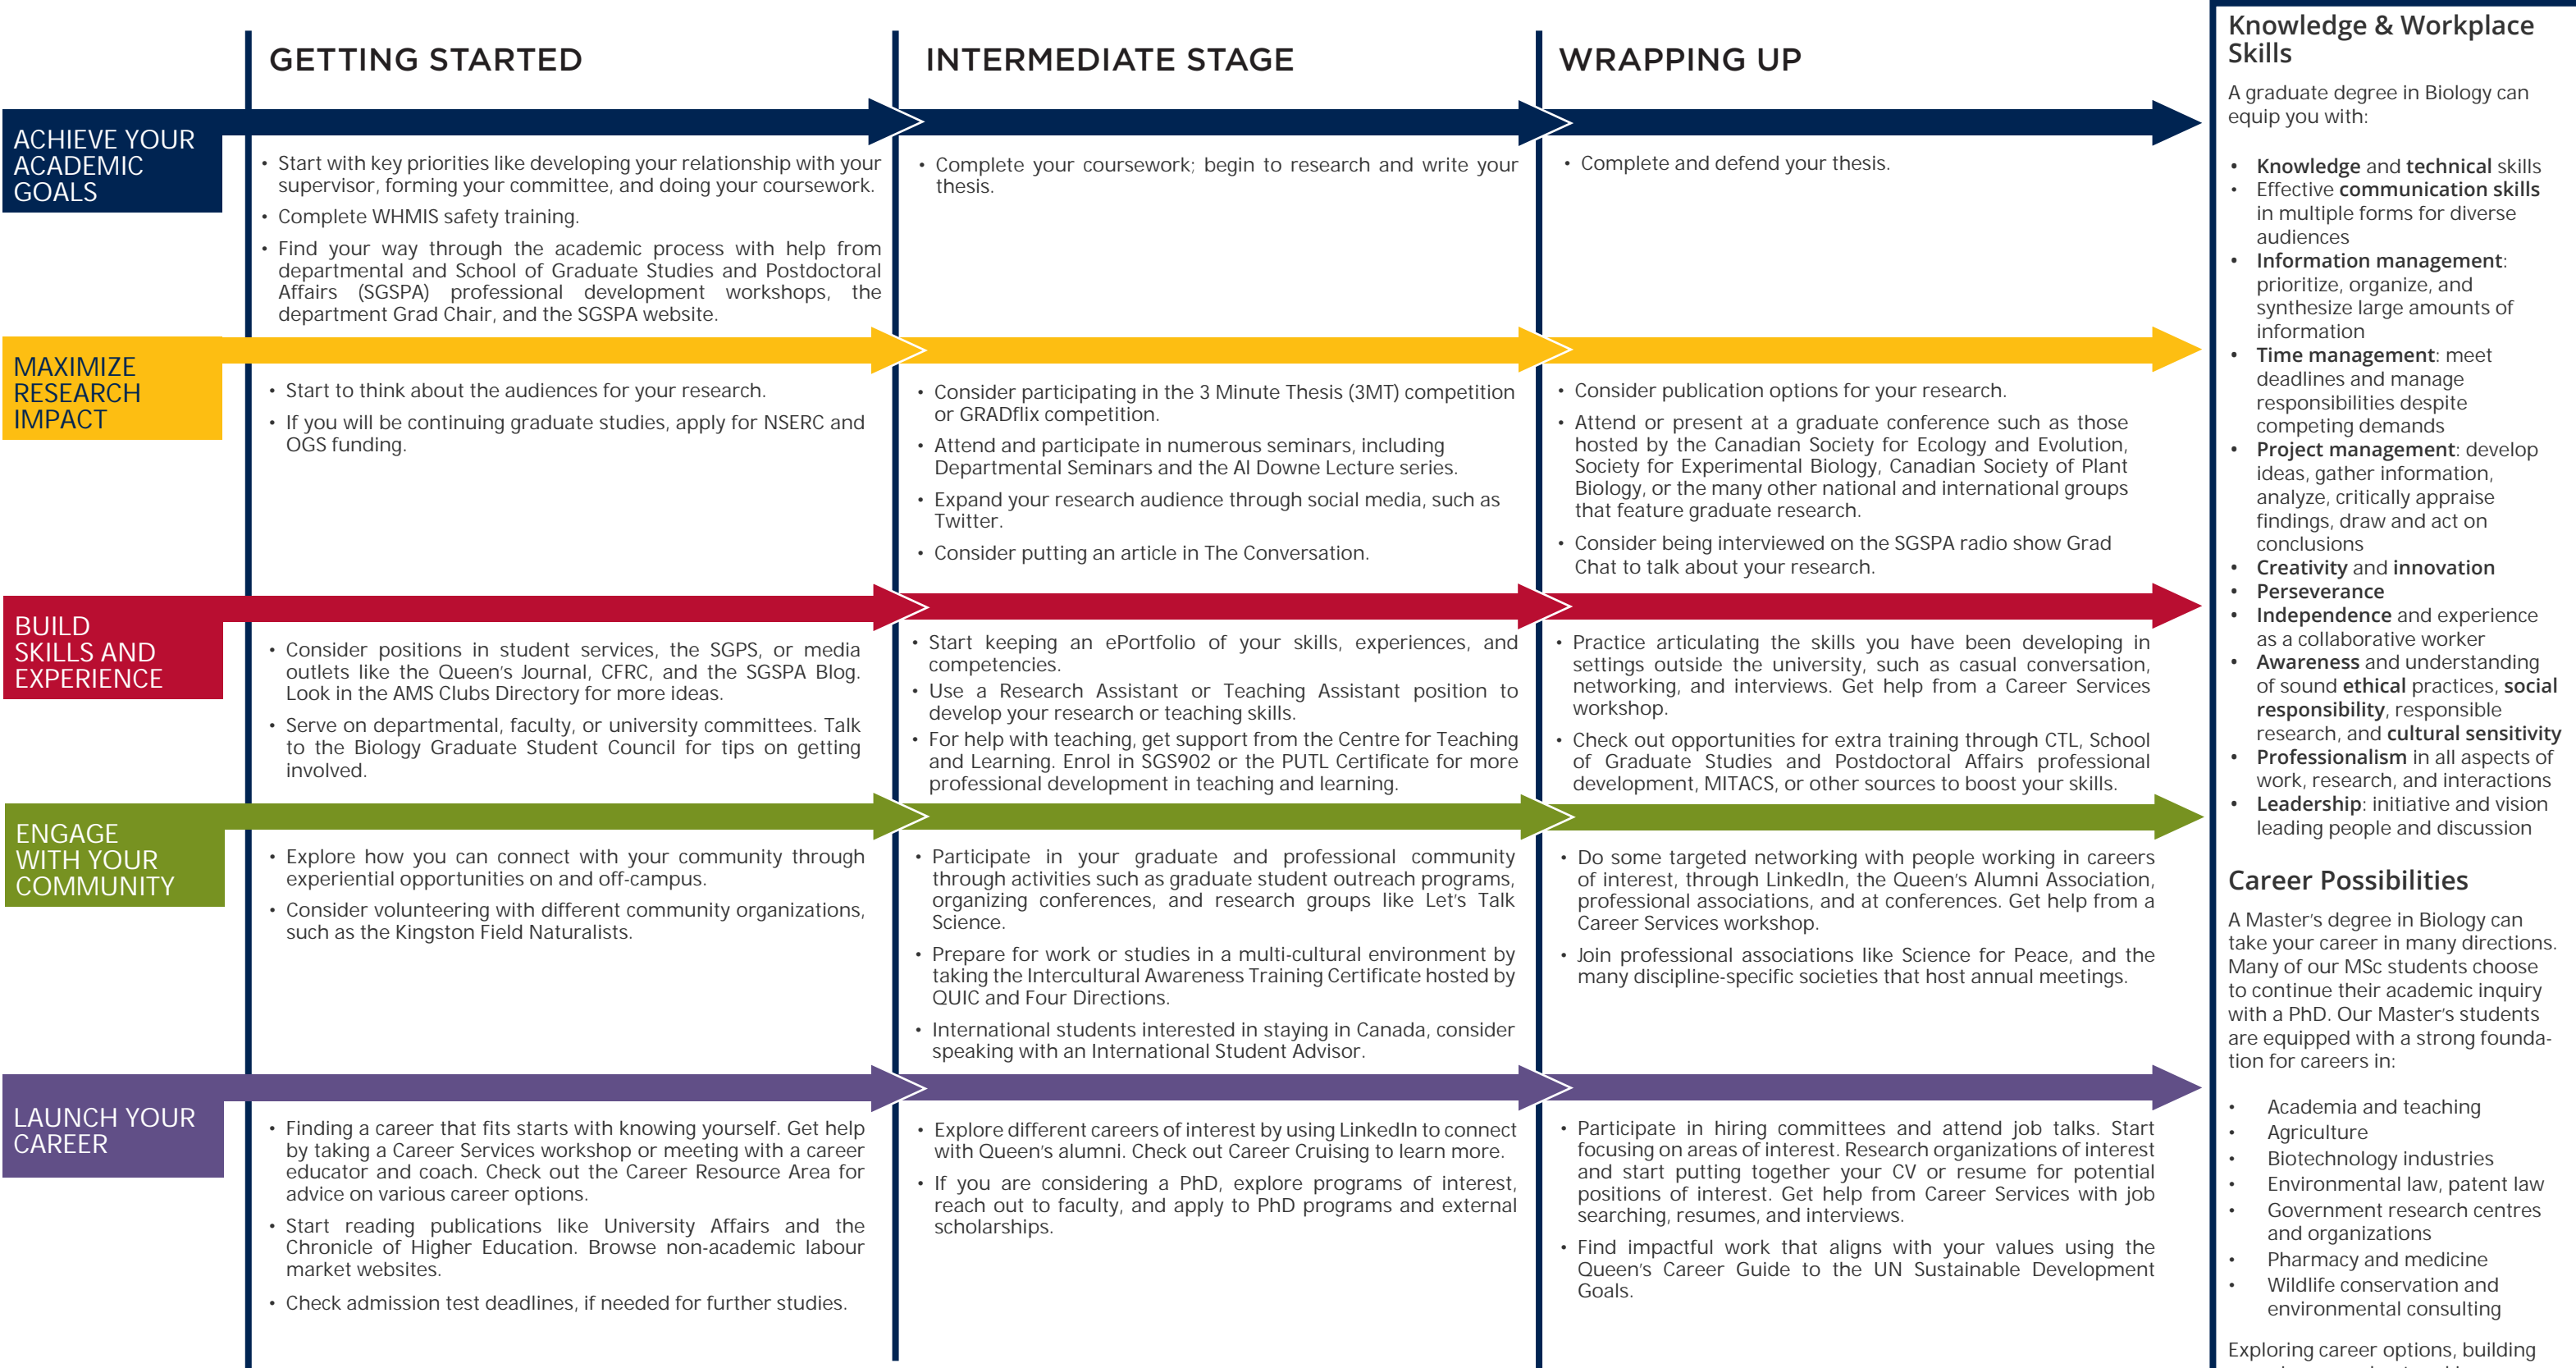 GETTING STARTED
INTERMEDIATE STAGE
WRAPPING UP
ACHIEVE YOUR
ACADEMIC
GOALS
• Start with key priorities like developing your relationship with your
supervisor, forming your committee, and doing your coursework.
• Complete WHMIS safety training.
• Find your way through the academic process with help from
departmental and School of Graduate Studies and Postdoctoral
Affairs (SGSPA) professional development workshops, the
department Grad Chair, and the SGSPA website.
• Complete your coursework; begin to research and write your
thesis.
• Complete and defend your thesis.
MAXIMIZE
RESEARCH
IMPACT
• Start to think about the audiences for your research.
• If you will be continuing graduate studies, apply for NSERC and
OGS funding.
• Consider participating in the 3 Minute Thesis (3MT) competition
or GRADflix competition.
• Attend and participate in numerous seminars, including
Departmental Seminars and the Al Downe Lecture series.
• Expand your research audience through social media, such as
Twitter.
• Consider putting an article in The Conversation.
• Consider publication options for your research.
• Attend or present at a graduate conference such as those
hosted by the Canadian Society for Ecology and Evolution,
Society for Experimental Biology, Canadian Society of Plant
Biology, or the many other national and international groups
that feature graduate research.
• Consider being interviewed on the SGSPA radio show Grad
Chat to talk about your research.
BUILD
SKILLS AND
EXPERIENCE
• Consider positions in student services, the SGPS, or media
outlets like the Queen's Journal, CFRC, and the SGSPA Blog.
Look in the AMS Clubs Directory for more ideas.
• Serve on departmental, faculty, or university committees. Talk
to the Biology Graduate Student Council for tips on getting
involved.
• Start keeping an ePortfolio of your skills, experiences, and
competencies.
• Use a Research Assistant or Teaching Assistant position to
develop your research or teaching skills.
• For help with teaching, get support from the Centre for Teaching
and Learning. Enrol in SGS902 or the PUTL Certificate for more
professional development in teaching and learning.
• Practice articulating the skills you have been developing in
settings outside the university, such as casual conversation,
networking, and interviews. Get help from a Career Services
workshop.
• Check out opportunities for extra training through CTL, School
of Graduate Studies and Postdoctoral Affairs professional
development, MITACS, or other sources to boost your skills.
ENGAGE
WITH YOUR
COMMUNITY
• Explore how you can connect with your community through
experiential opportunities on and off-campus.
• Consider volunteering with different community organizations,
such as the Kingston Field Naturalists.
• Participate in your graduate and professional community
through activities such as graduate student outreach programs,
organizing conferences, and research groups like Let's Talk
Science.
• Prepare for work or studies in a multi-cultural environment by
taking the Intercultural Awareness Training Certificate hosted by
QUIC and Four Directions.
• International students interested in staying in Canada, consider
speaking with an International Student Advisor.
• Do some targeted networking with people working in careers
of interest, through LinkedIn, the Queen's Alumni Association,
professional associations, and at conferences. Get help from a
Career Services workshop.
• Join professional associations like Science for Peace, and the
many discipline-specific societies that host annual meetings.
LAUNCH YOUR
CAREER
• Finding a career that fits starts with knowing yourself. Get help
by taking a Career Services workshop or meeting with a career
educator and coach. Check out the Career Resource Area for
advice on various career options.
• Start reading publications like University Affairs and the
Chronicle of Higher Education. Browse non-academic labour
market websites.
• Check admission test deadlines, if needed for further studies.
• Explore different careers of interest by using LinkedIn to connect
with Queen's alumni. Check out Career Cruising to learn more.
• If you are considering a PhD, explore programs of interest,
reach out to faculty, and apply to PhD programs and external
scholarships.
• Participate in hiring committees and attend job talks. Start
focusing on areas of interest. Research organizations of interest
and start putting together your CV or resume for potential
positions of interest. Get help from Career Services with job
searching, resumes, and interviews.
• Find impactful work that aligns with your values using the
Queen's Career Guide to the UN Sustainable Development
Goals.
Knowledge & Workplace
Skills
A graduate degree in Biology can
equip you with:
• Knowledge and technical skills
• Effective communication skills
in multiple forms for diverse
audiences
• Information management:
prioritize, organize, and
synthesize large amounts of
information
• Time management: meet
deadlines and manage
responsibilities despite
competing demands
• Project management: develop
ideas, gather information,
analyze, critically appraise
findings, draw and act on
conclusions
• Creativity and innovation
• Perseverance
• Independence and experience
as a collaborative worker
• Awareness and understanding
of sound ethical practices, social
responsibility, responsible
research, and cultural sensitivity
• Professionalism in all aspects of
work, research, and interactions
• Leadership: initiative and vision
leading people and discussion
Career Possibilities
A Master's degree in Biology can
take your career in many directions.
Many of our MSc students choose
to continue their academic inquiry
with a PhD. Our Master's students
are equipped with a strong founda-
tion for careers in:
• Academia and teaching
• Agriculture
• Biotechnology industries
• Environmental law, patent law
• Government research centres
and organizations
• Pharmacy and medicine
• Wildlife conservation and
environmental consulting
Exploring career options, building